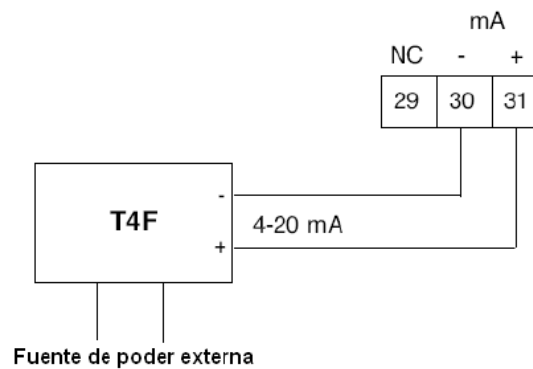 mA
NC - +
29 30 31
-
T4F
+ 4-20 mA
Fuente de poder externa